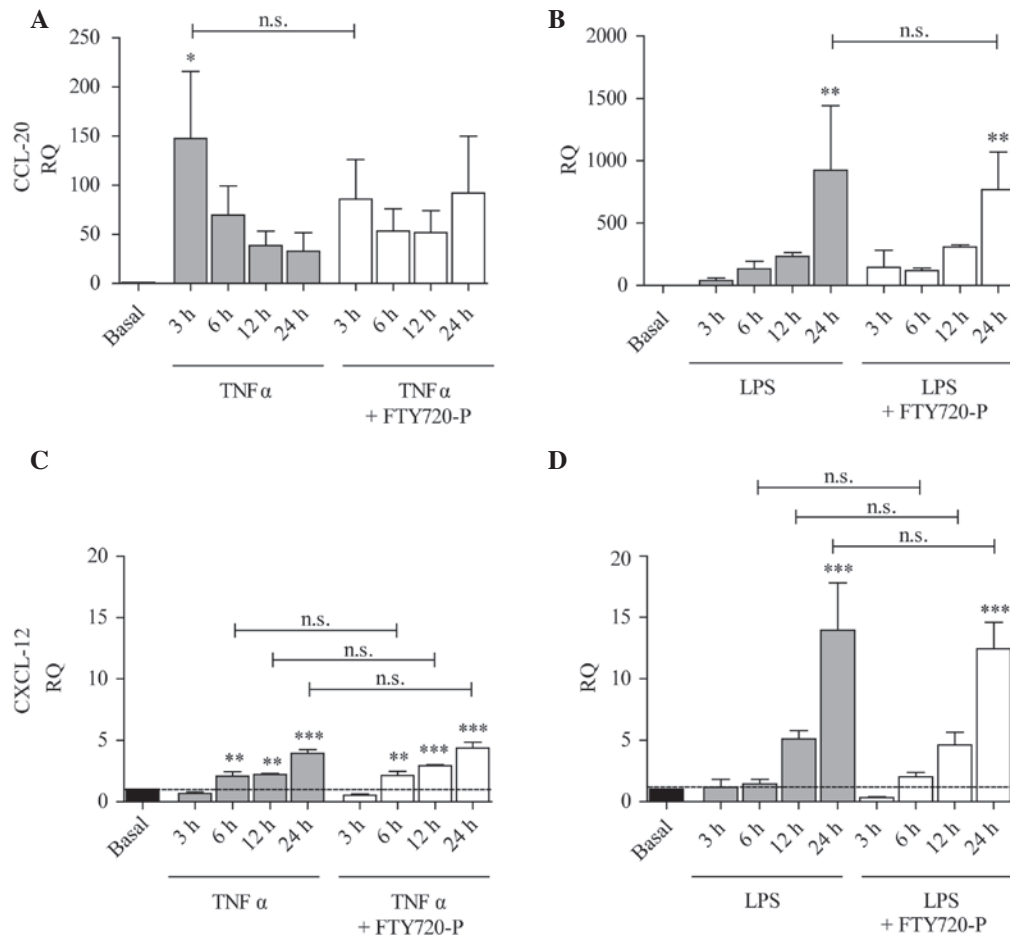 A
n.s.
CCL-20
RQ
250
200
150
100
50
0
*
Basal
3 h
6 h
12 h
24 h
3 h
6 h
12 h
24 h
TNF α
TNF α
+ FTY720-P
B
n.s.
RQ
2000
1500
1000
500
0
**
**
Basal
3 h
6 h
12 h
24 h
3 h
6 h
12 h
24 h
LPS
LPS
+ FTY720-P
C
CXCL-12
RQ
20
15
10
5
0
n.s.
n.s.
n.s.
**
**
***
**
***
***
Basal
3 h
6 h
12 h
24 h
3 h
6 h
12 h
24 h
TNF α
TNF α
+ FTY720-P
D
n.s.
n.s.
n.s.
RQ
20
15
10
5
0
***
***
Basal
3 h
6 h
12 h
24 h
3 h
6 h
12 h
24 h
LPS
LPS
+ FTY720-P